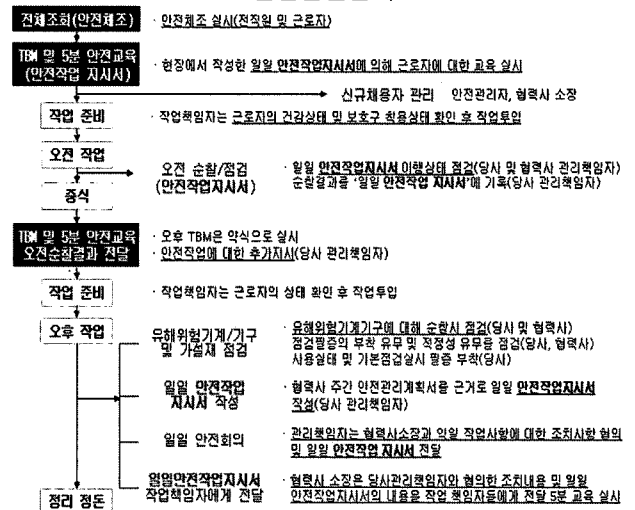 전체조회(안전체조)
· 안전체조 실시(전직원 및 근로자)
TBM 및 5분 안전교육
(안전작업 지시서)
· 현장에서 작성한 일일 안전작업지시서에 의해 근로자에 대한 교육 실시
신규채용자 관리 안전관리자, 협력사 소장
작업 준비
· 작업책임자는 근로자의 건강상태 및 보호구 착용상태 확인 후 작업투입
오전 작업
오전 순찰/점검
(안전작업지시서)
· 일일 안전작업지시서 이행상태 점검(당사 및 협력사 관리책임자)
순찰결과를 '일일 안전작업 지시서'에 기록(당사 관리책임자)
중식
TBM 및 5분 안전교육
오전순찰결과 전달
· 오후 TBM은 약식으로 실시
· 안전작업에 대한 추가지시(당사 관리책임자)
작업 준비
· 작업책임자는 근로자의 상태 확인 후 작업투입
오후 작업
유해위험기계/기구
및 가설재 점검
· 유해위험기계기구에 대해 순찰시 점검(당사 및 협력사)
점검필증의 부착 유무 및 적정성 유무를 점검(당사, 협력사)
사용실태 및 기본점검실시 필증 부착(당사)
일일 안전작업
지시서 작성
· 협력사 주간 안전관리계획서를 근거로 일일 안전작업지시서
작성(당사 관리책임자)
일일 안전회의
· 관리책임자는 협력사소장과 익일 작업사항에 대한 조치사항 협의
및 일일 안전작업 지시서 전달
일일안전작업지시서
작업책임자에게 전달
· 협력사 소장은 당사관리책임자와 협의한 조치내용 및 일일
안전작업지시서의 내용을 작업 책임자들에게 전달 5분 교육 실시
정리 정돈